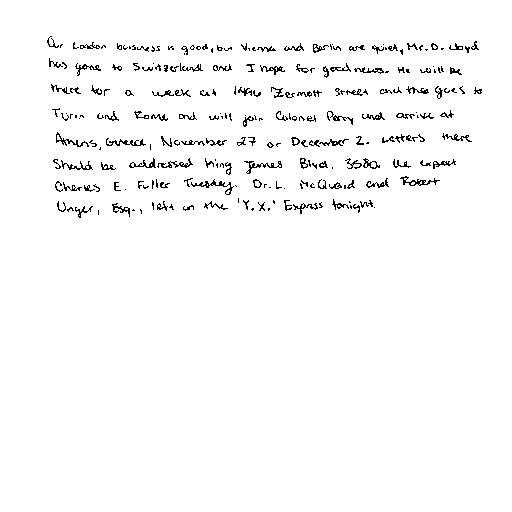 Our London business is good, but Vienna and Berlin are quiet, Mr. D. Lloyd
has gone to Switzerland and I hope for good news. He will be
there for a week at 1496 Zermott Street and then goes to
Turin and Rome and will join Colonel Parry and arrive at
Athens, Greece, November 27 or December 2. Letters there
should be addressed King James Blvd. 3580. We expect
Charles E. Fuller Tuesday. Dr. L. McQuaid and Robert
Unger, Esq., left on the 'Y.X.' Express tonight.